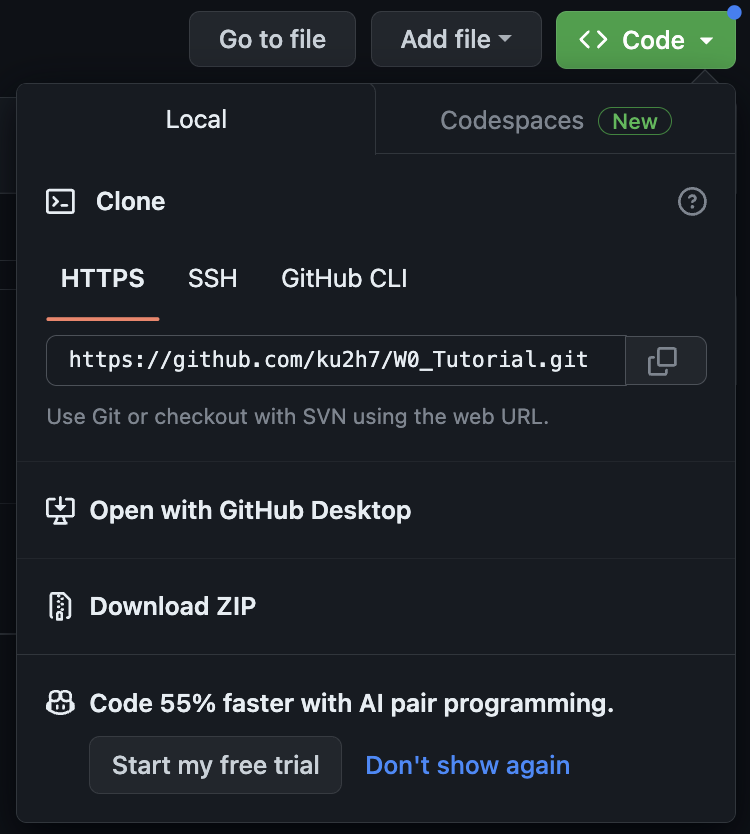 Go to file
Add file
Code
Local
Codespaces
New
Clone
HTTPS
SSH
GitHub CLI
https://github.com/ku2h7/W0_Tutorial.git
Use Git or checkout with SVN using the web URL.
Open with GitHub Desktop
Download ZIP
Code 55% faster with AI pair programming.
Start my free trial
Don't show again